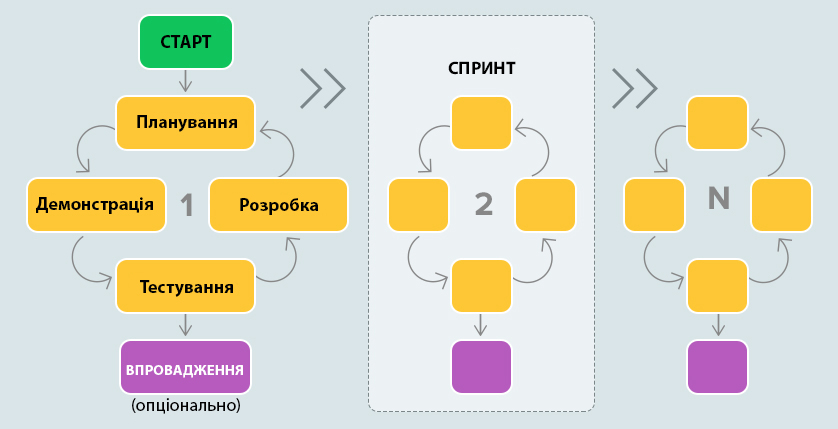 СТАРТ
Планування
Демонстрація
1
Розробка
Тестування
ВПРОВАДЖЕННЯ
(опціонально)
СПРИНТ
2
N